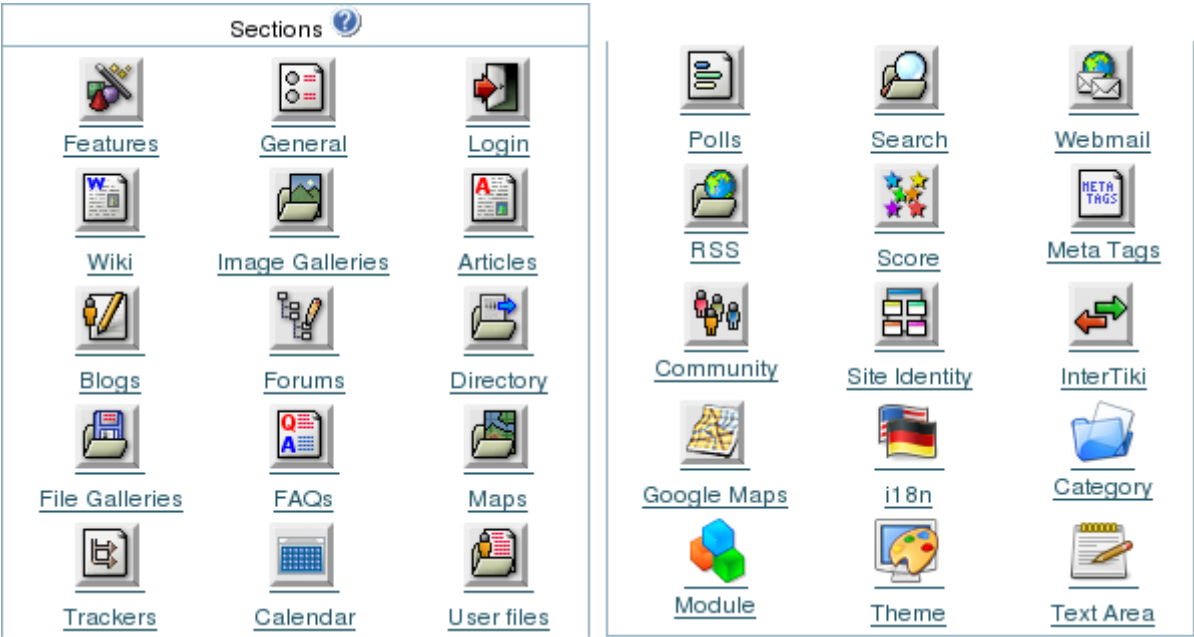 Sections ?
Features General Login
W A
Wiki Image Galleries Articles
Blogs Forums Directory
Q
A
File Galleries FAQs Maps
Trackers Calendar User files
Polls Search Webmail
META
TAGS
RSS Score Meta Tags
Community Site Identity InterTiki
Google Maps i18n Category
Module Theme Text Area